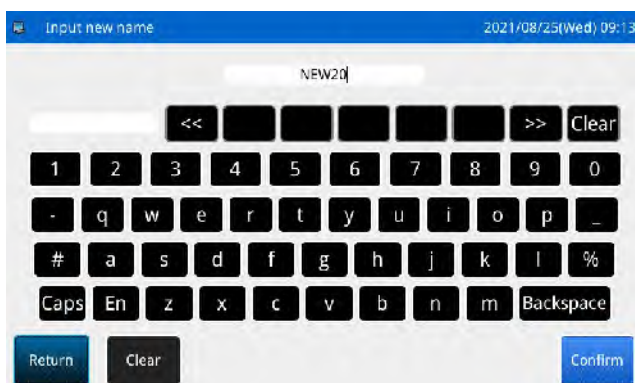 Input new name 2021/08/25(Wed) 09:13
NEW20
<< >> Clear
1 2 3 4 5 6 7 8 9 0
- q w e r t y u i o p _
# a s d f g h j k l %
Caps En z x c v b n m Backspace
Return Clear Confirm